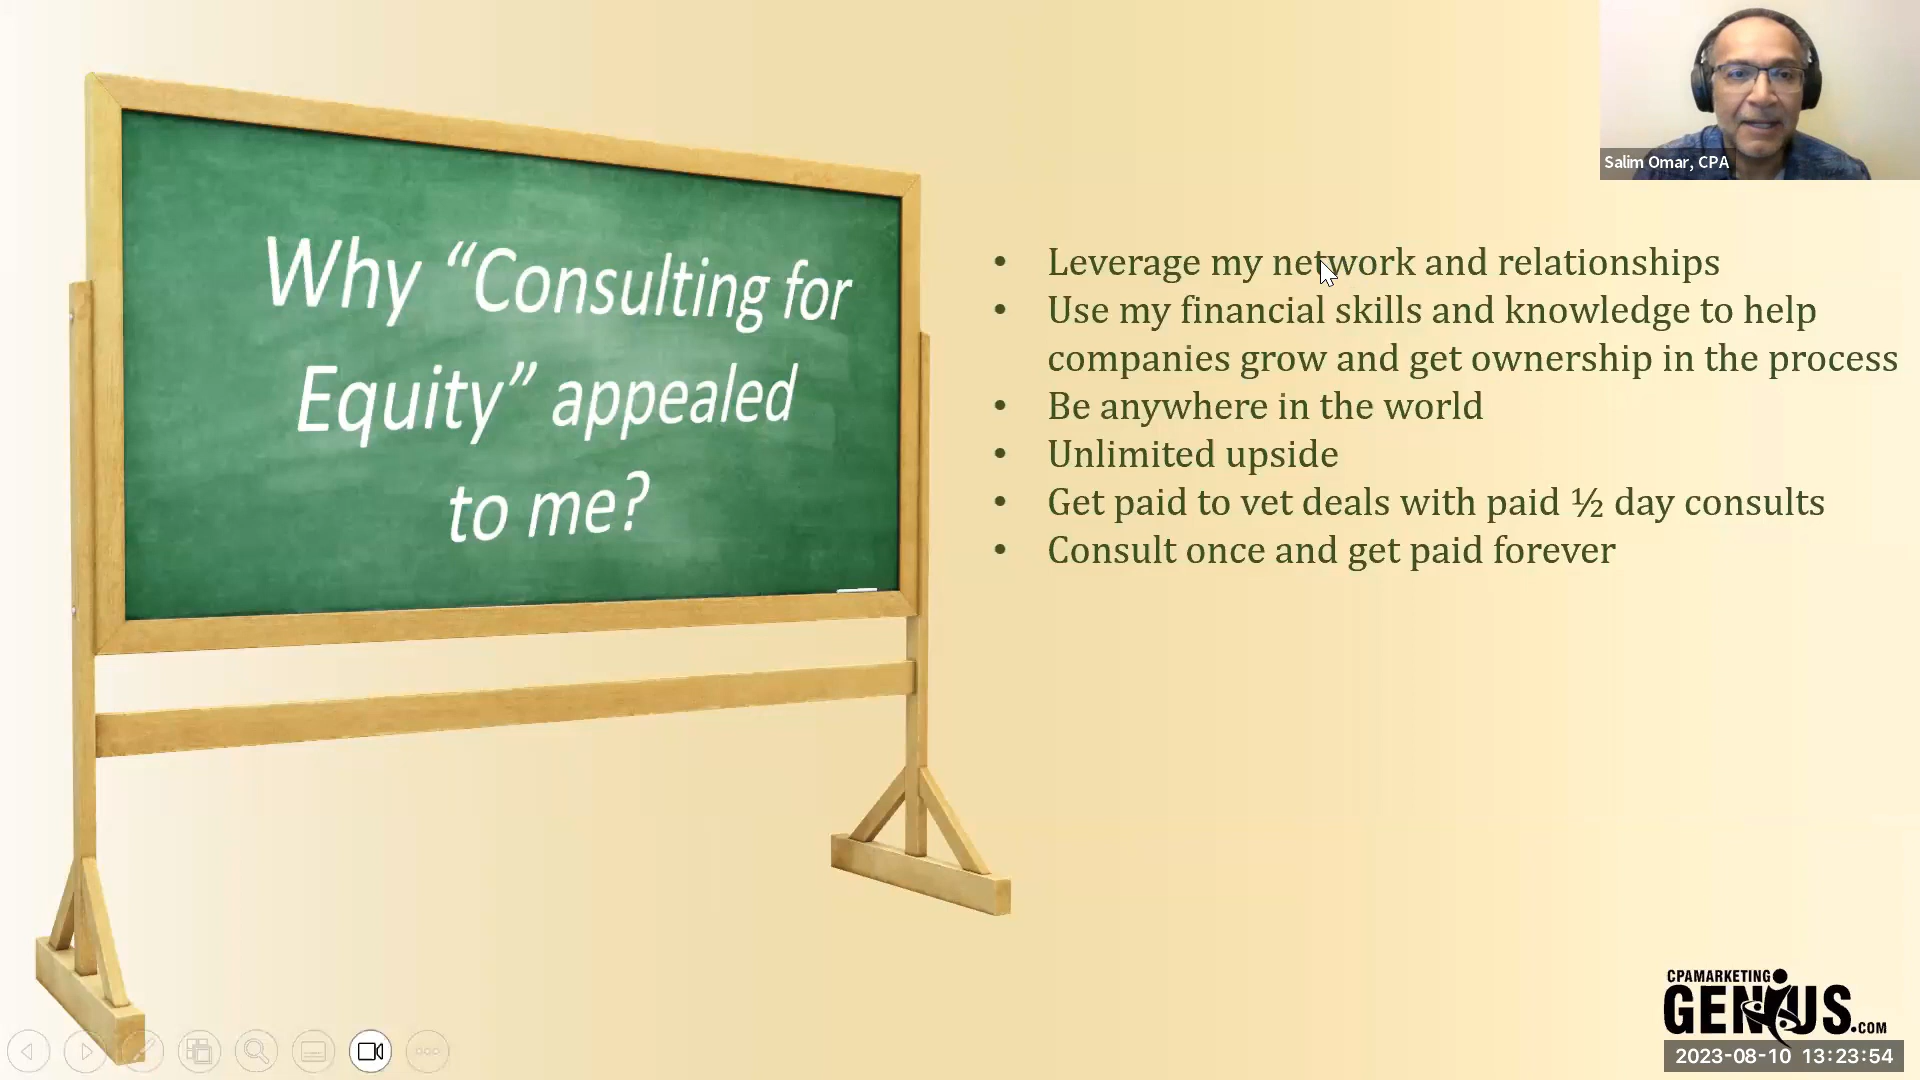 Salim Omar, CPA
Why “Consulting for
Equity” appealed
to me?
• Leverage my network and relationships
• Use my financial skills and knowledge to help
companies grow and get ownership in the process
• Be anywhere in the world
• Unlimited upside
• Get paid to vet deals with paid ½ day consults
• Consult once and get paid forever
CPAMARKETING
GENIUS.COM
2023-08-10 13:23:54